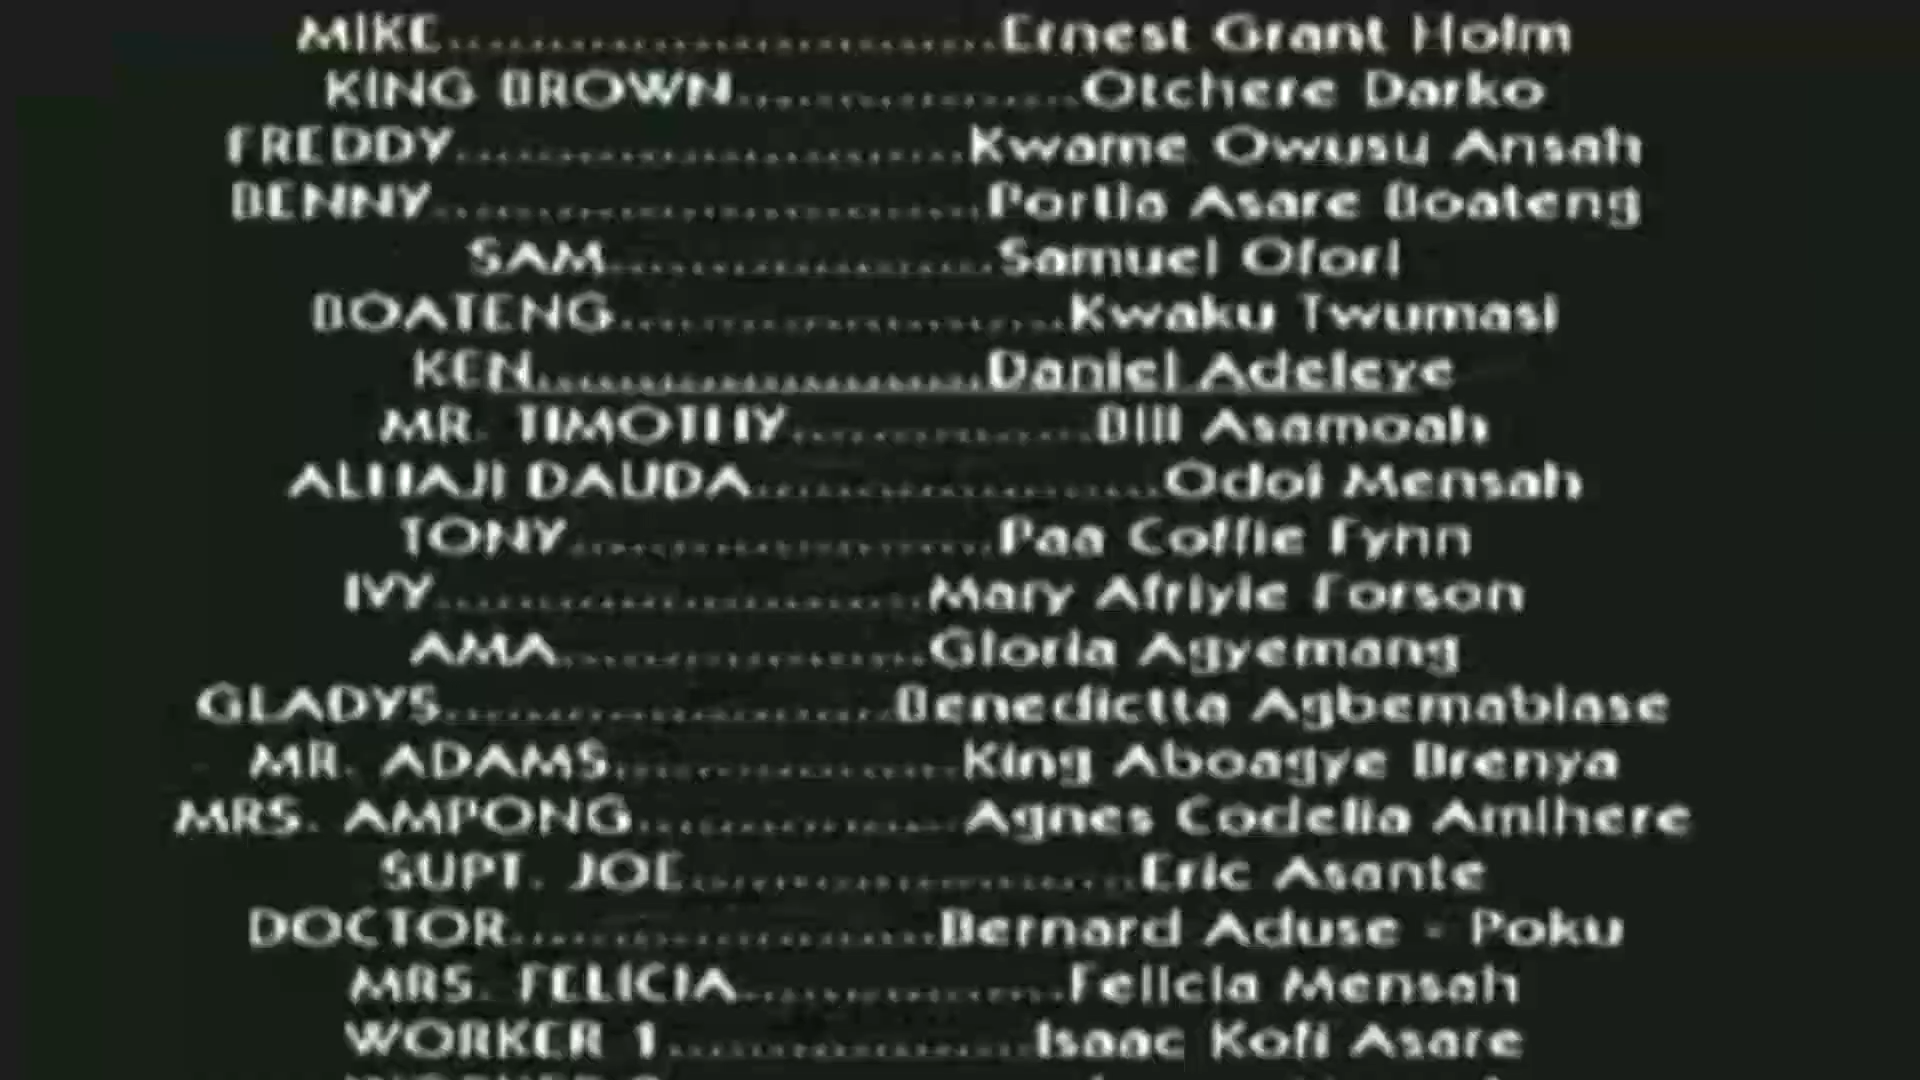 MIKE..............................Ernest Grant Holm
KING BROWN...................Otchere Darko
FREDDY............................Kwame Owusu Ansah
BENNY..............................Portia Asare Boateng
SAM.....................Samuel Ofori
BOATENG........................Kwaku Twumasi
KEN........................Daniel Adeleye
MR. TIMOTHY................Bill Asamoah
ALHAJI DAUDA......................Odoi Mensah
TONY.......................Paa Coffie Fynn
IVY..........................Mary Afriyie Forson
AMA....................Gloria Agyemang
GLADYS........................Benedictta Agbemabiase
MR. ADAMS...................King Aboagye Brenya
MRS. AMPONG..................Agnes Codelia Amihere
SUPT. JOE........................Eric Asante
DOCTOR.......................Bernard Aduse - Poku
MRS. FELICIA..................Felicia Mensah
WORKER 1....................Isaac Kofi Asare